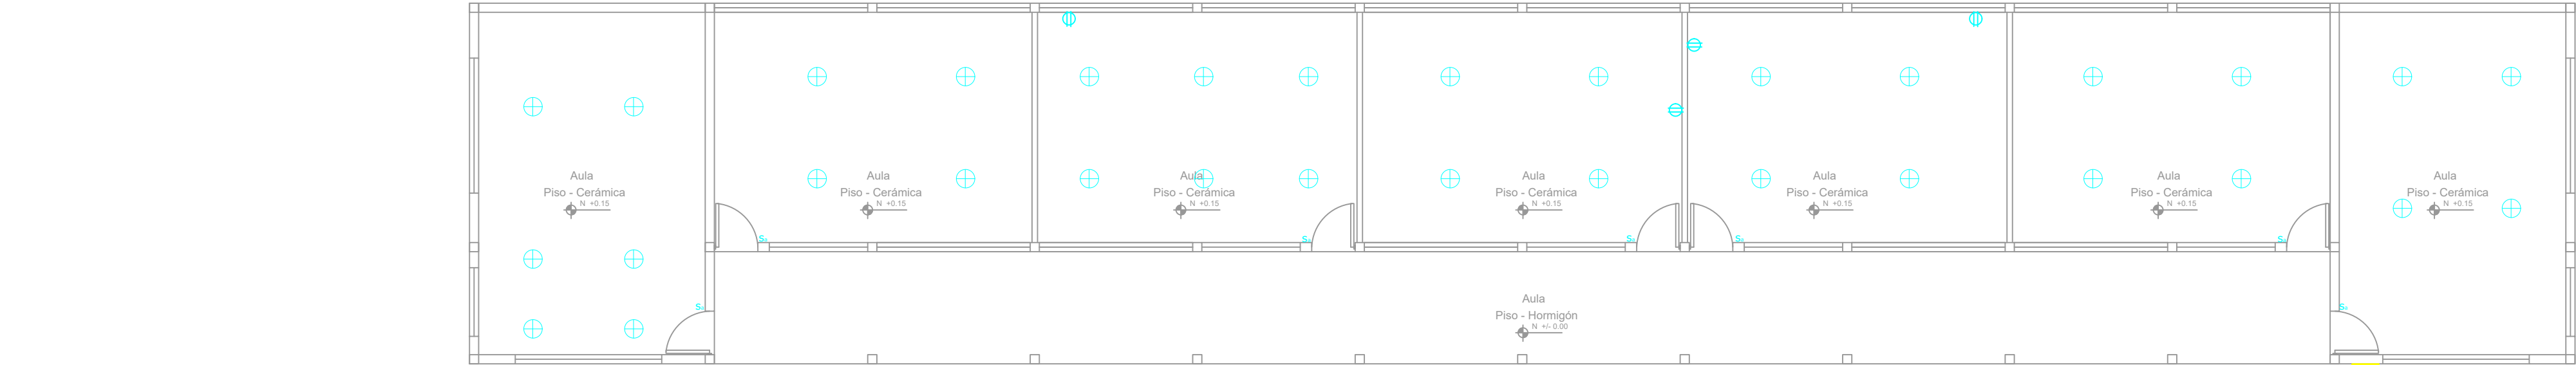 Aula
Piso - Cerámica
N +0.15
Aula
Piso - Cerámica
N +0.15
Aula
Piso - Cerámica
N +0.15
Aula
Piso - Cerámica
N +0.15
Aula
Piso - Cerámica
N +0.15
Aula
Piso - Cerámica
N +0.15
Aula
Piso - Cerámica
N +0.15
S
S
S
S
S
S
S
Aula
Piso - Hormigón
N +/- 0.00